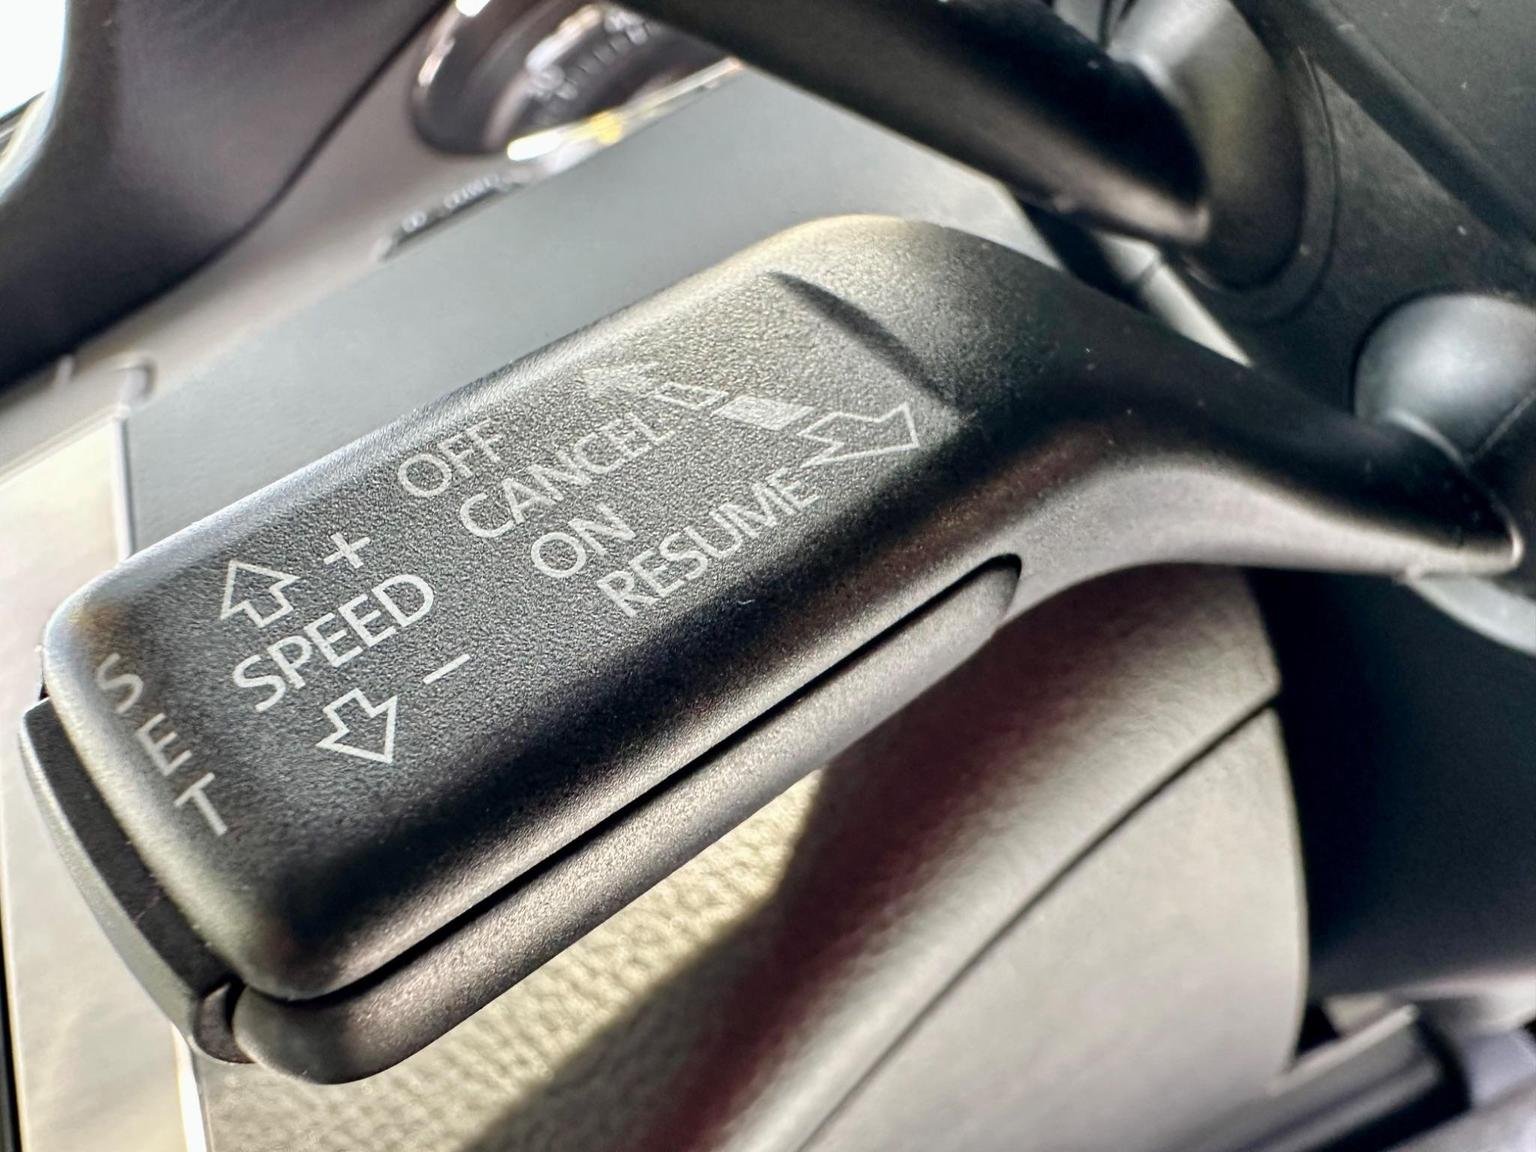 OFF
CANCEL
ON
RESUME
+
SPEED
−
SET